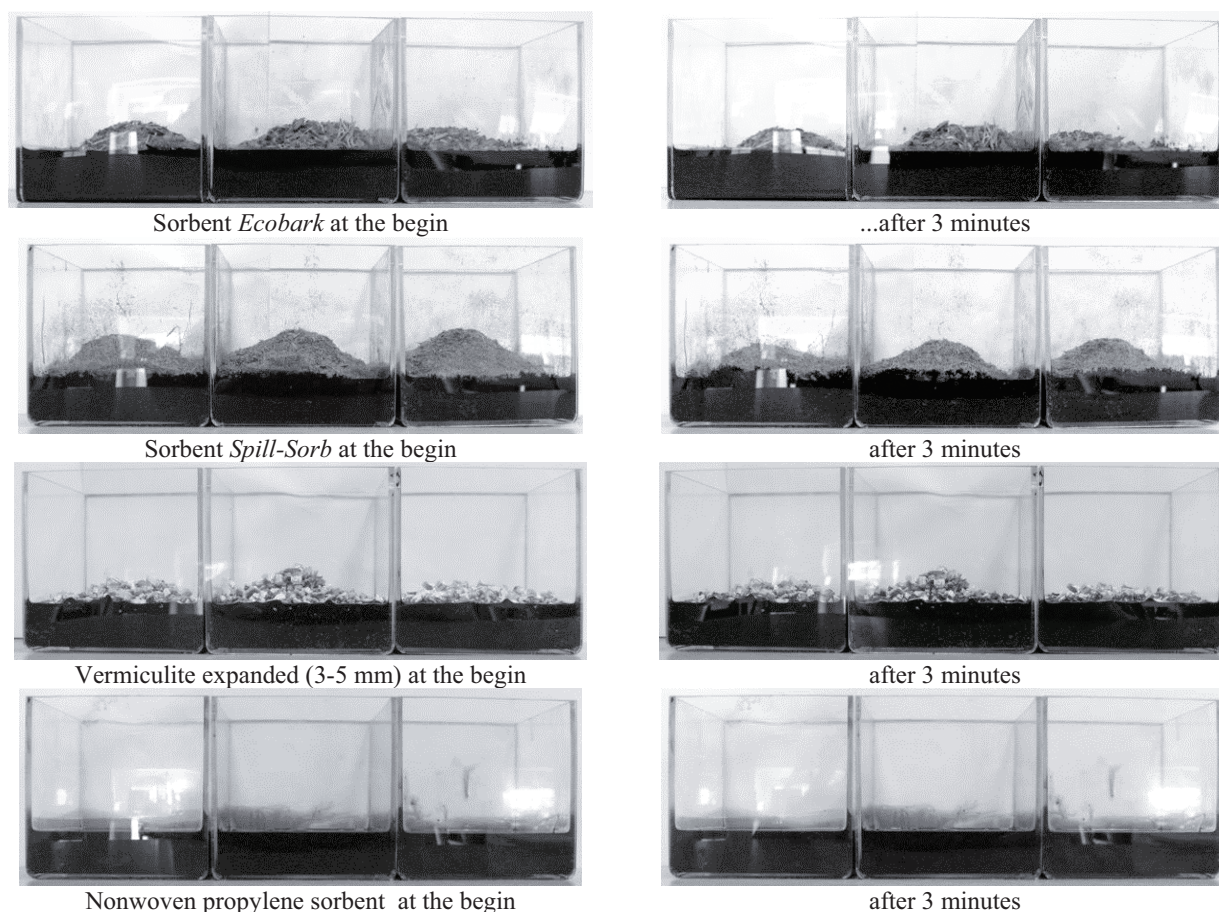 Sorbent Ecobark at the begin
...after 3 minutes
Sorbent Spill-Sorb at the begin
after 3 minutes
Vermiculite expanded (3-5 mm) at the begin
after 3 minutes
Nonwoven propylene sorbent at the begin
after 3 minutes